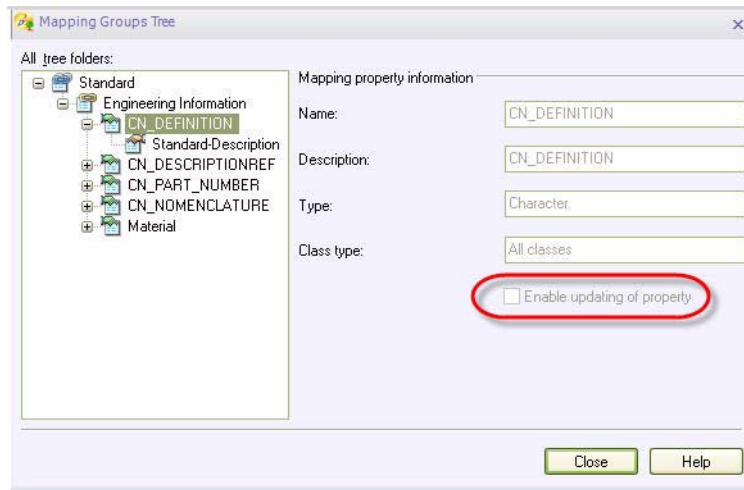 Mapping Groups Tree
All tree folders:
Standard
Engineering Information
CN_DEFINITION
Standard-Description
CN_DESCRIPTIONREF
CN_PART_NUMBER
CN_NOMENCLATURE
Material
Mapping property information
Name: CN_DEFINITION
Description: CN_DEFINITION
Type: Character
Class type: All classes
Enable updating of property
Close Help